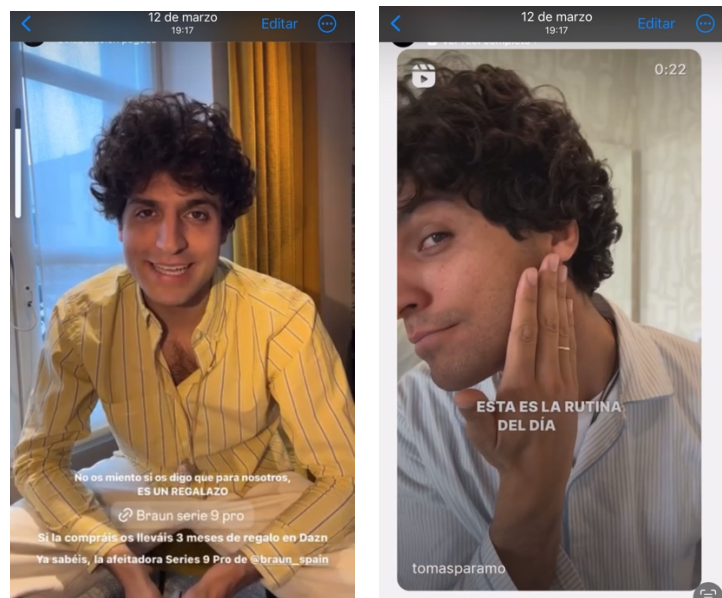 12 de marzo
19:17
Editar
No os miento si os digo que para nosotros,
ES UN REGALAZO
Braun serie 9 pro
Si la compráis os lleváis 3 meses de regalo en Dazn
Ya sabéis, la afeitadora Series 9 Pro de @braun_spain
12 de marzo
19:17
Editar
0:22
ESTA ES LA RUTINA
DEL DÍA
tomasparamo